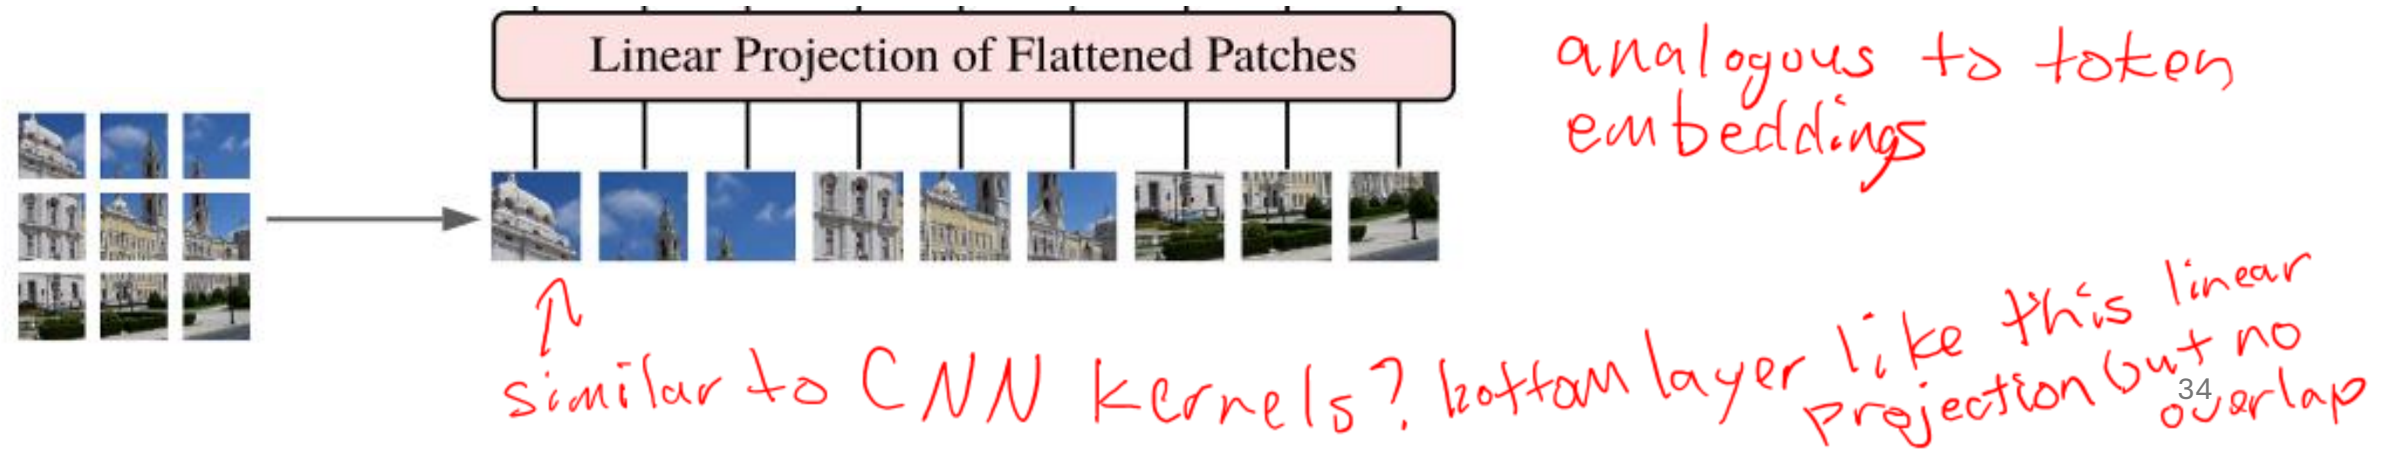 Linear Projection of Flattened Patches
analogous to token
embeddings
similar to CNN kernels? bottom layer like this linear
projection but no
overlap
34